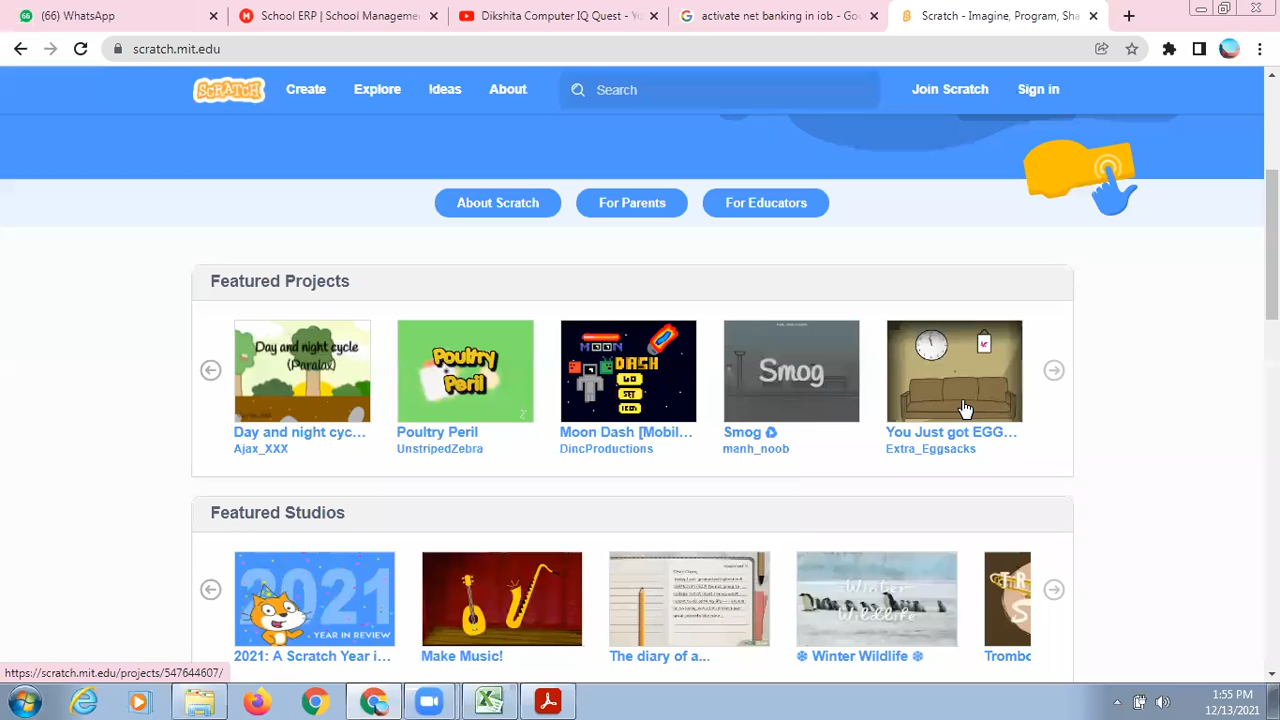 (66) WhatsApp
School ERP | School Manageme
Dikshita Computer IQ Quest - Yo
activate net banking in iob - Goo
Scratch - Imagine, Program, Sha
scratch.mit.edu
SCRATCH Create Explore Ideas About Search Join Scratch Sign in
About Scratch For Parents For Educators
Featured Projects
Day and night cycle
(Paralax)
Poultry
Peril
MOON
DASH
GO
Smog
Day and night cyc...
Ajax_XXX
Poultry Peril
UnstripedZebra
Moon Dash [Mobil...
DincProductions
Smog
manh_noob
You Just got EGG...
Extra_Eggsacks
Featured Studios
2021
YEAR IN REVIEW
Winter
Wildlife
2021: A Scratch Year i...
Make Music!
The diary of a...
❄ Winter Wildlife ❄
Trombo
https://scratch.mit.edu/projects/547644607/
1:55 PM
12/13/2021